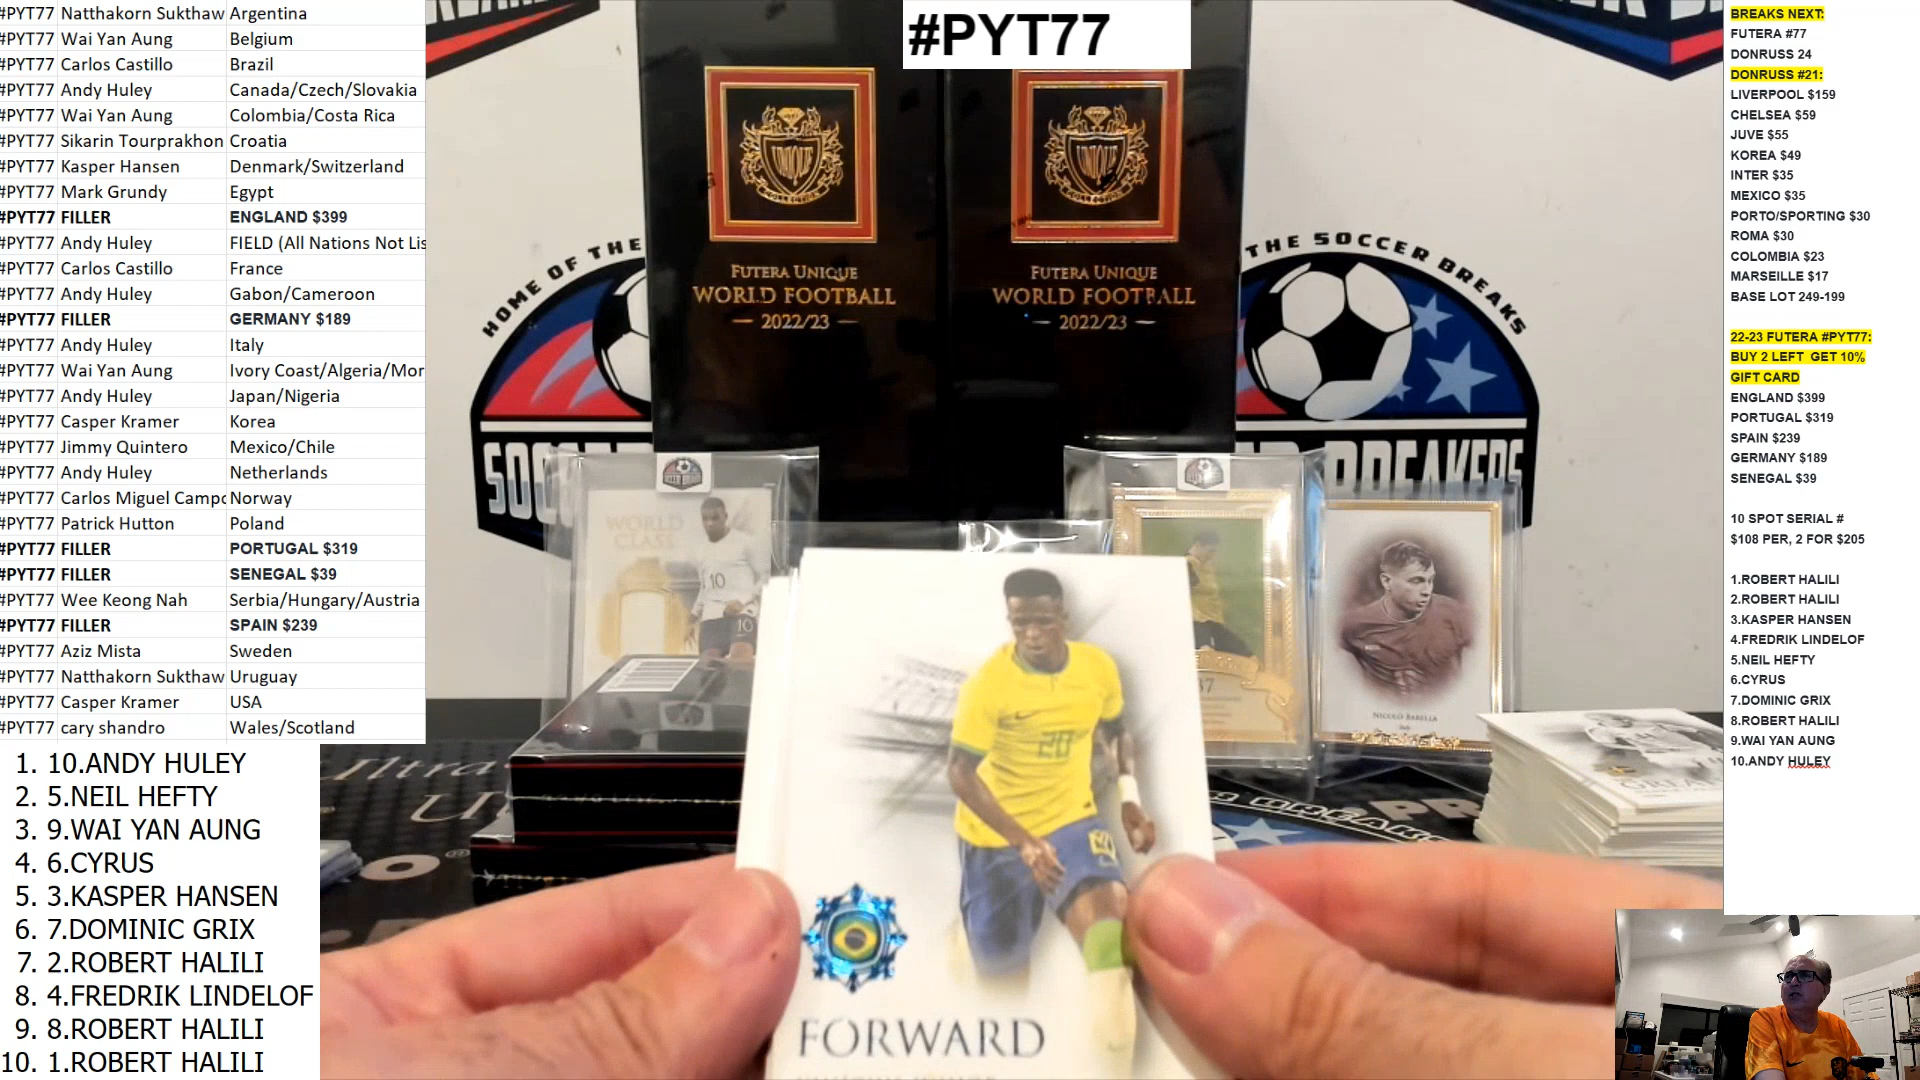 #PYT77 Natthakorn Sukthaw Argentina
#PYT77 Wai Yan Aung Belgium
#PYT77 Carlos Castillo Brazil
#PYT77 Andy Huley Canada/Czech/Slovakia
#PYT77 Wai Yan Aung Colombia/Costa Rica
#PYT77 Sikarin Tourprakhon Croatia
#PYT77 Kasper Hansen Denmark/Switzerland
#PYT77 Mark Grundy Egypt
#PYT77 FILLER ENGLAND $399
#PYT77 Andy Huley FIELD (All Nations Not Lis
#PYT77 Carlos Castillo France
#PYT77 Andy Huley Gabon/Cameroon
#PYT77 FILLER GERMANY $189
#PYT77 Andy Huley Italy
#PYT77 Wai Yan Aung Ivory Coast/Algeria/Mor
#PYT77 Andy Huley Japan/Nigeria
#PYT77 Casper Kramer Korea
#PYT77 Jimmy Quintero Mexico/Chile
#PYT77 Andy Huley Netherlands
#PYT77 Carlos Miguel Campo Norway
#PYT77 Patrick Hutton Poland
#PYT77 FILLER PORTUGAL $319
#PYT77 FILLER SENEGAL $39
#PYT77 Wee Keong Nah Serbia/Hungary/Austria
#PYT77 FILLER SPAIN $239
#PYT77 Aziz Mista Sweden
#PYT77 Natthakorn Sukthaw Uruguay
#PYT77 Casper Kramer USA
#PYT77 cary shandro Wales/Scotland
1. 10.ANDY HULEY
2. 5.NEIL HEFTY
3. 9.WAI YAN AUNG
4. 6.CYRUS
5. 3.KASPER HANSEN
6. 7.DOMINIC GRIX
7. 2.ROBERT HALILI
8. 4.FREDRIK LINDELOF
9. 8.ROBERT HALILI
10. 1.ROBERT HALILI
#PYT77
UNIQUE
COLLECTION
FUTERA UNIQUE
WORLD FOOTBALL
2022/23
UNIQUE
COLLECTION
FUTERA UNIQUE
WORLD FOOTBALL
2022/23
HOME OF THE
THE SOCCER BREAKS
BREAKERS
WORLD
CLASS
10
10
NICOLO BARELLA
20
FORWARD
BREAKS NEXT:
FUTERA #77
DONRUSS 24
DONRUSS #21:
LIVERPOOL $159
CHELSEA $59
JUVE $55
KOREA $49
INTER $35
MEXICO $35
PORTO/SPORTING $30
ROMA $30
COLOMBIA $23
MARSEILLE $17
BASE LOT 249-199
22-23 FUTERA #PYT77:
BUY 2 LEFT GET 10%
GIFT CARD
ENGLAND $399
PORTUGAL $319
SPAIN $239
GERMANY $189
SENEGAL $39
10 SPOT SERIAL #
$108 PER, 2 FOR $205
1.ROBERT HALILI
2.ROBERT HALILI
3.KASPER HANSEN
4.FREDRIK LINDELOF
5.NEIL HEFTY
6.CYRUS
7.DOMINIC GRIX
8.ROBERT HALILI
9.WAI YAN AUNG
10.ANDY HULEY